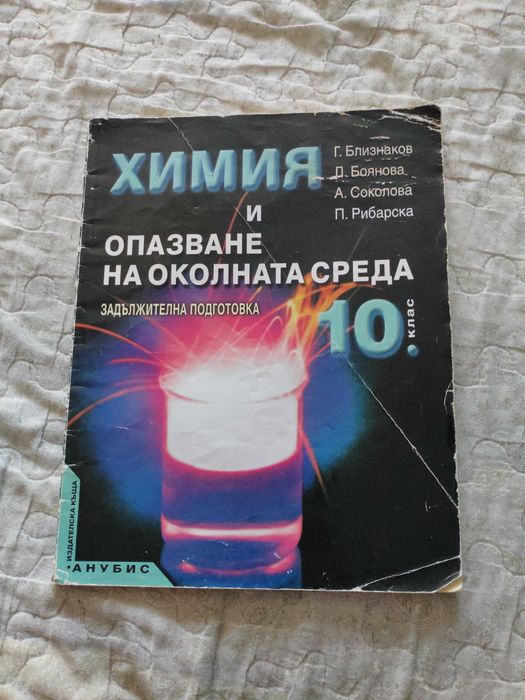 ХИМИЯ
И
ОПАЗВАНЕ
НА ОКОЛНАТА СРЕДА
ЗАДЪЛЖИТЕЛНА ПОДГОТОВКА
10. клас
Г. Близнаков
Л. Боянова
А. Соколова
П. Рибарска
ИЗДАТЕЛСКА КЪЩА
•АНУБИС